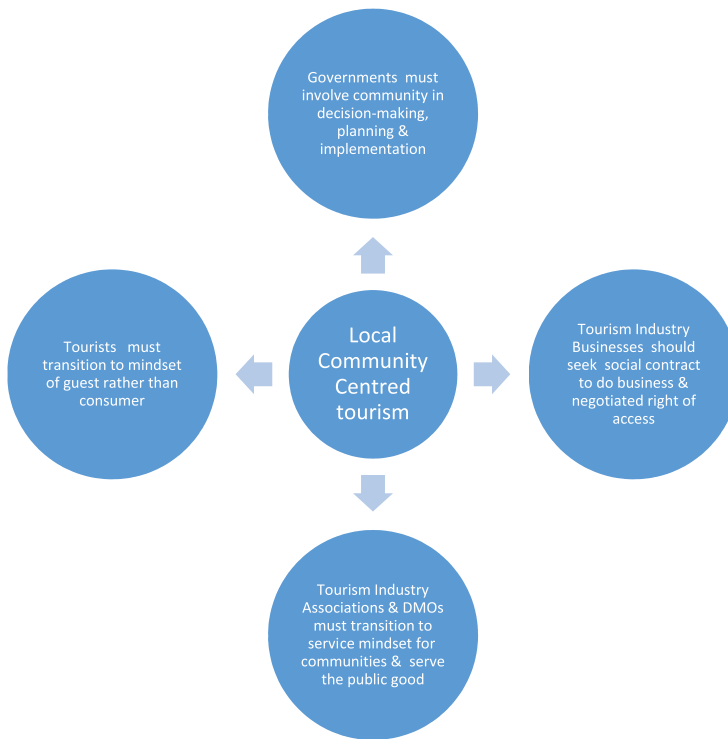 Governments must
involve community in
decision-making,
planning &
implementation
Tourists must
transition to mindset
of guest rather than
consumer
Local
Community
Centred
tourism
Tourism Industry
Businesses should
seek social contract
to do business &
negotiated right of
access
Tourism Industry
Associations & DMOs
must transition to
service mindset for
communities & serve
the public good